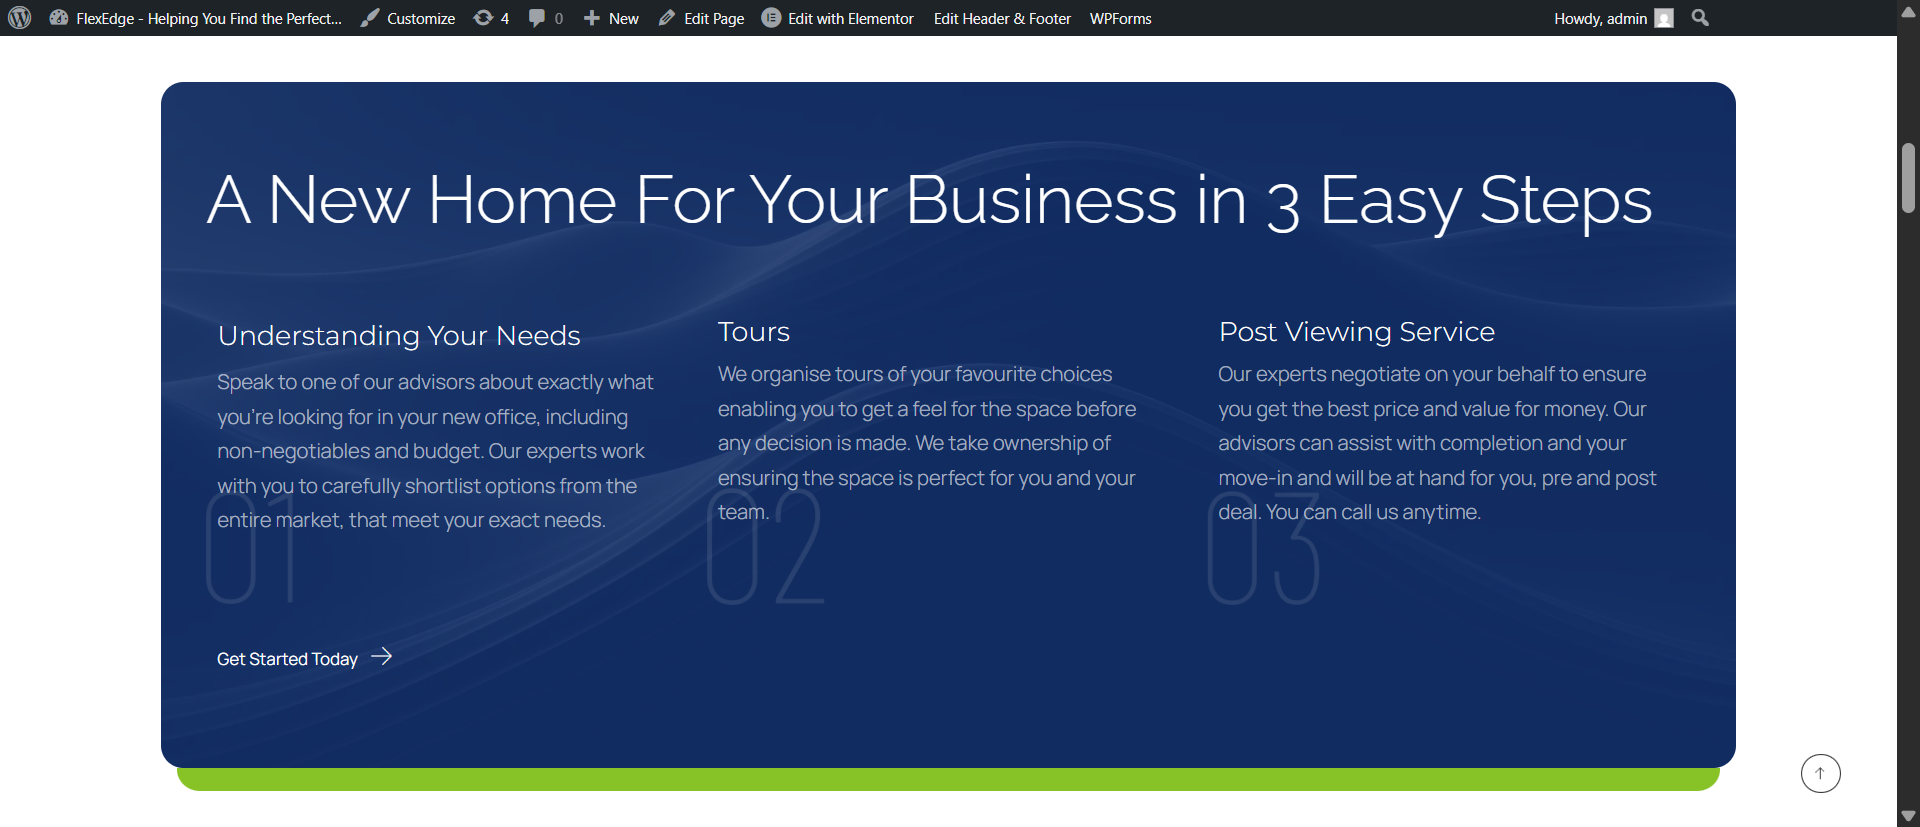 FlexEdge - Helping You Find the Perfect... Customize 4 0 New Edit Page Edit with Elementor Edit Header & Footer WPForms Howdy, admin
A New Home For Your Business in 3 Easy Steps
Understanding Your Needs
Speak to one of our advisors about exactly what
you're looking for in your new office, including
non-negotiables and budget. Our experts work
with you to carefully shortlist options from the
entire market, that meet your exact needs.
01
Tours
We organise tours of your favourite choices
enabling you to get a feel for the space before
any decision is made. We take ownership of
ensuring the space is perfect for you and your
team.
02
Post Viewing Service
Our experts negotiate on your behalf to ensure
you get the best price and value for money. Our
advisors can assist with completion and your
move-in and will be at hand for you, pre and post
deal. You can call us anytime.
03
Get Started Today